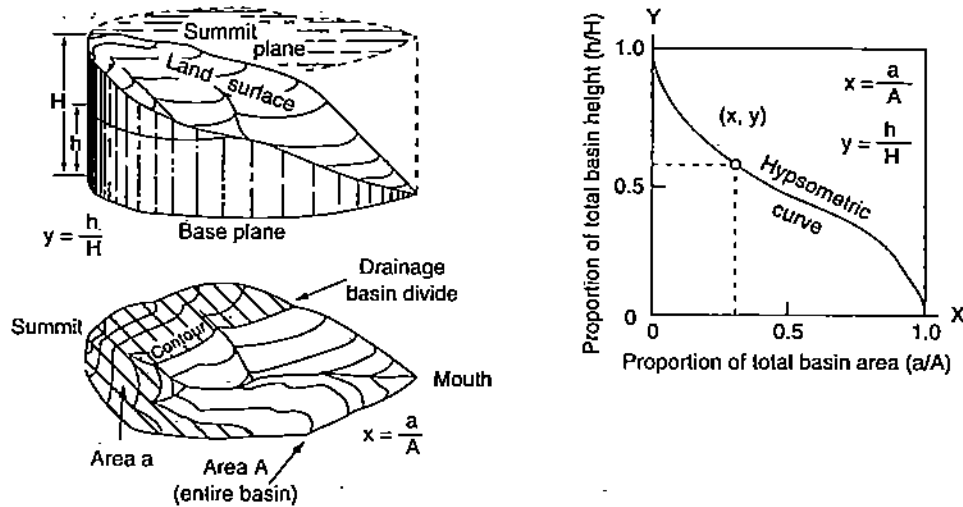 Summit
plane
Land surface
H
h
y = h/H
Base plane
Drainage
basin divide
Summit
Contour
Mouth
x = a/A
Area a
Area A
(entire basin)
Y
1.0
x = a/A
(x, y)
y = h/H
Hypsometric
curve
0.5
0
0
0.5
1.0
X
Proportion of total basin height (h/H)
Proportion of total basin area (a/A)